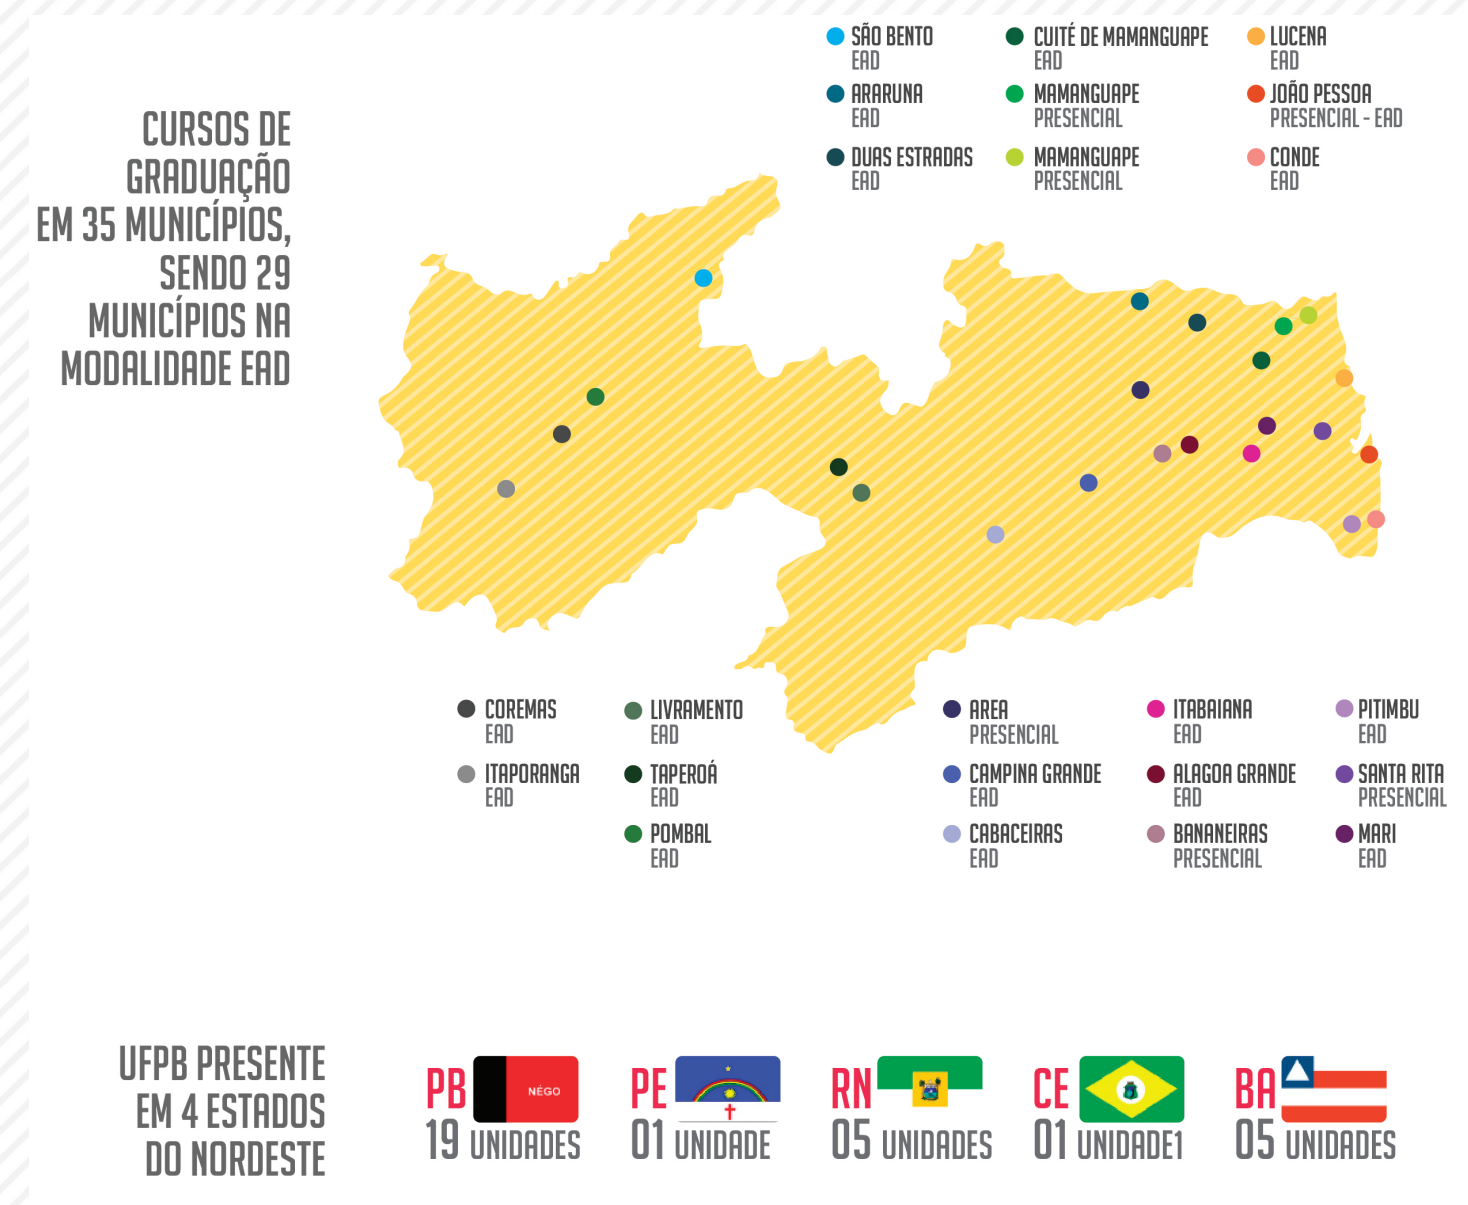 CURSOS DE
GRADUAÇÃO
EM 35 MUNICÍPIOS,
SENDO 29
MUNICÍPIOS NA
MODALIDADE EAD
SÃO BENTO
EAD
ARARUNA
EAD
DUAS ESTRADAS
EAD
CUITÉ DE MAMANGUAPE
EAD
MAMANGUAPE
PRESENCIAL
MAMANGUAPE
PRESENCIAL
LUCENA
EAD
JOÃO PESSOA
PRESENCIAL - EAD
CONDE
EAD
COREMAS
EAD
ITAPORANGA
EAD
LIVRAMENTO
EAD
TAPEROÁ
EAD
POMBAL
EAD
AREA
PRESENCIAL
CAMPINA GRANDE
EAD
CABACEIRAS
EAD
ITABAIANA
EAD
ALAGOA GRANDE
EAD
BANANEIRAS
PRESENCIAL
PITIMBU
EAD
SANTA RITA
PRESENCIAL
MARI
EAD
UFPB PRESENTE
EM 4 ESTADOS
DO NORDESTE
PB
NÉGO
19 UNIDADES
PE
01 UNIDADE
RN
05 UNIDADES
CE
01 UNIDADE1
BA
05 UNIDADES